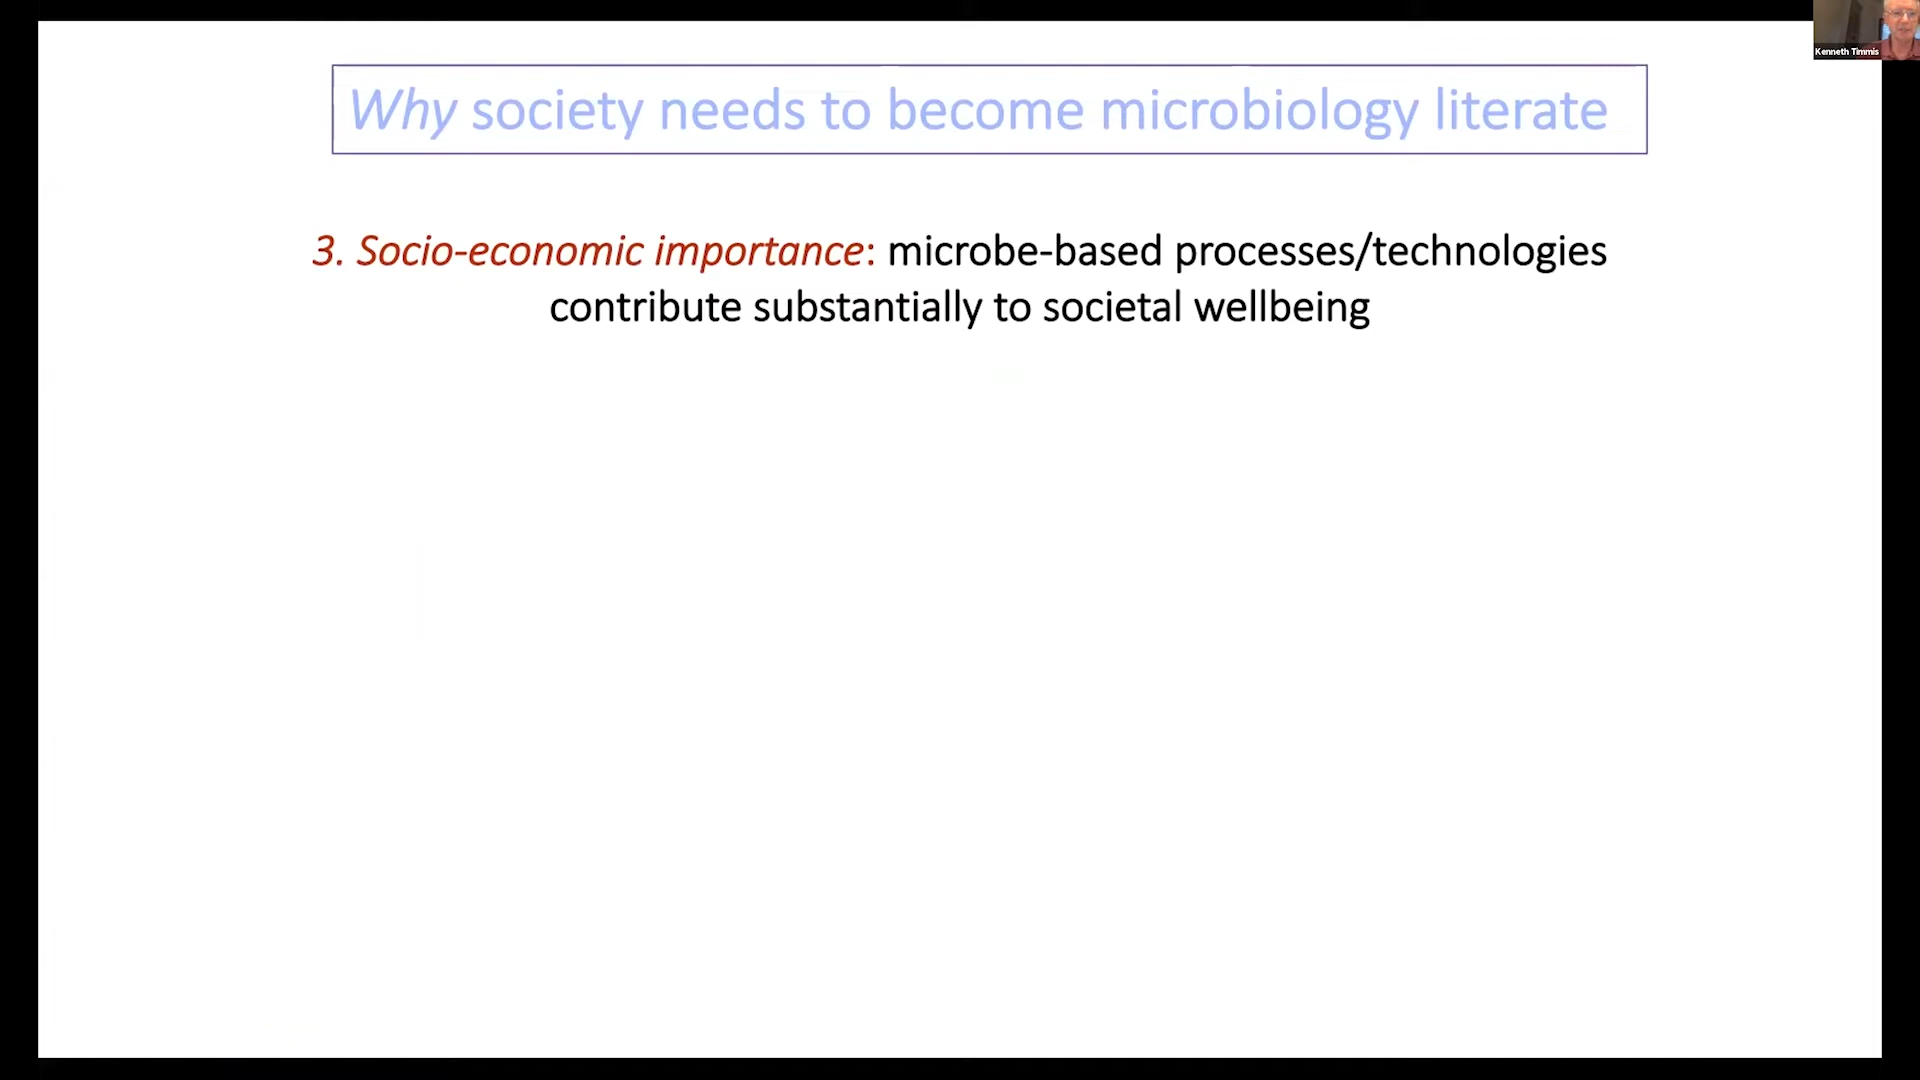 Kenneth Timmis
Why society needs to become microbiology literate
3. Socio-economic importance: microbe-based processes/technologies
contribute substantially to societal wellbeing